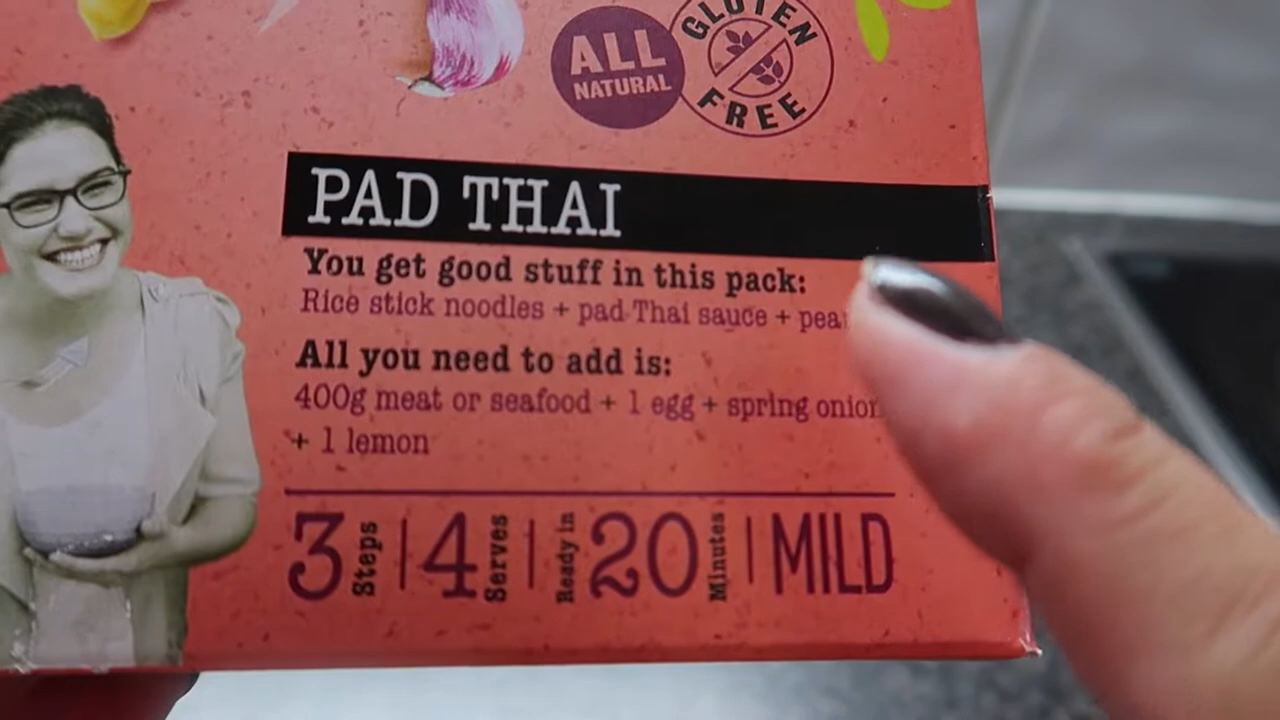 ALL
NATURAL
GLUTEN
FREE
PAD THAI
You get good stuff in this pack:
Rice stick noodles + pad Thai sauce +
All you need to add is:
400g meat or seafood + 1 egg + spring
+ 1 lemon
3 Steps | 4 Serves | Ready in 20 Minutes | MILD